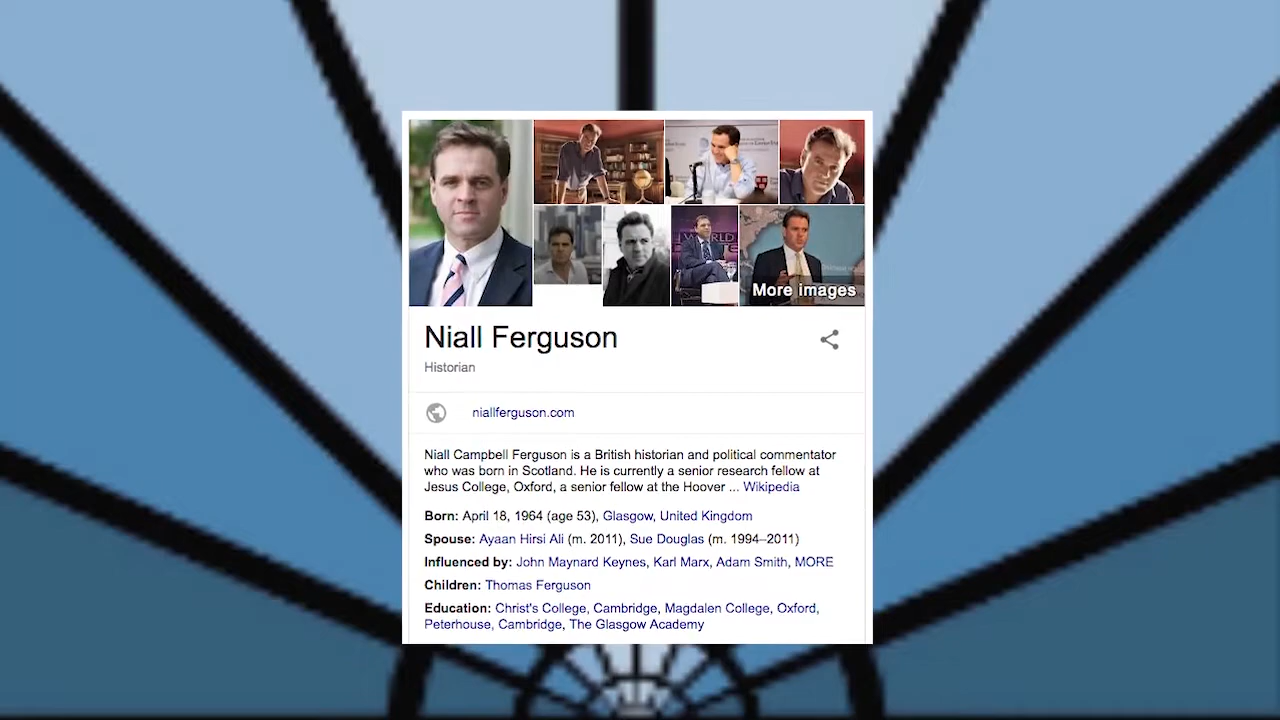 More images
Niall Ferguson
Historian
niallferguson.com
Niall Campbell Ferguson is a British historian and political commentator
who was born in Scotland. He is currently a senior research fellow at
Jesus College, Oxford, a senior fellow at the Hoover ... Wikipedia
Born: April 18, 1964 (age 53), Glasgow, United Kingdom
Spouse: Ayaan Hirsi Ali (m. 2011), Sue Douglas (m. 1994–2011)
Influenced by: John Maynard Keynes, Karl Marx, Adam Smith, MORE
Children: Thomas Ferguson
Education: Christ's College, Cambridge, Magdalen College, Oxford,
Peterhouse, Cambridge, The Glasgow Academy